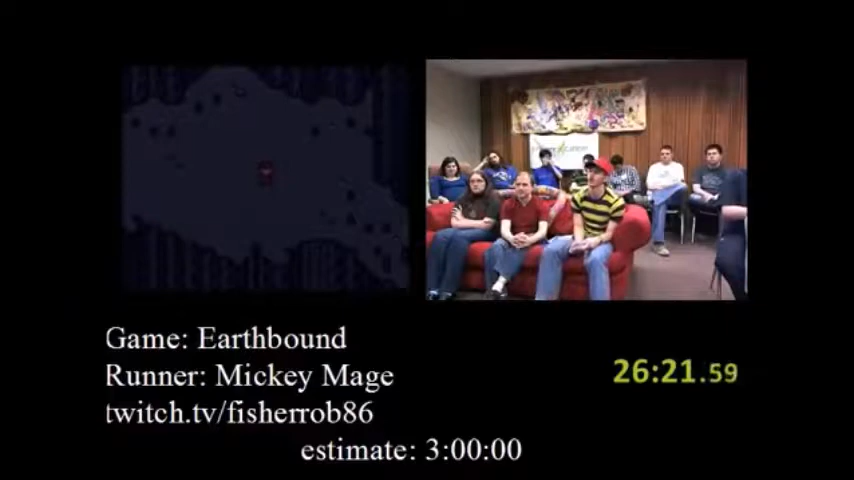 Game: Earthbound
Runner: Mickey Mage
twitch.tv/fisherrob86
estimate: 3:00:00
26:21.59